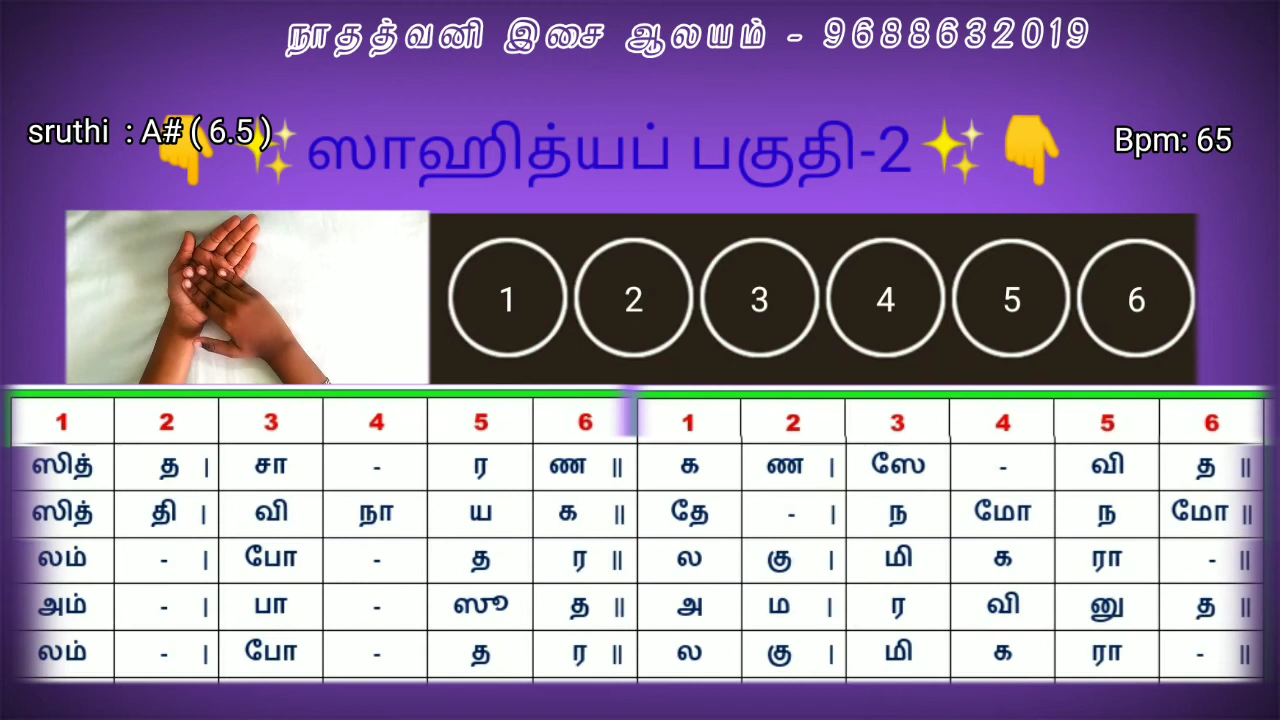 நாதத்வனி இசை ஆலயம் - 9688632019
sruthi : A# ( 6.5 )
ஸாஹித்யப் பகுதி-2
Bpm: 65
1 2 3 4 5 6
1 2 3 4 5 6 1 2 3 4 5 6
ஸித் த | சா - ர ண || க ண | ஸே - வி த ||
ஸித் தி | வி நா ய க || தே - | ந மோ ந மோ ||
லம் - | போ - த ர || ல கு | மி க ரா - ||
அம் - | பா - ஸூ த || அ ம | ர வி னு த ||
லம் - | போ - த ர || ல கு | மி க ரா - ||